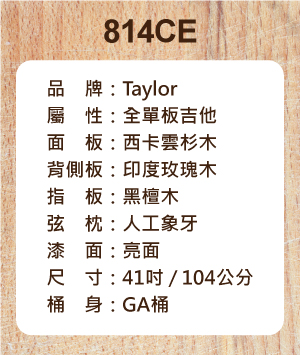 814CE
品　牌：Taylor
屬　性：全單板吉他
面　板：西卡雲杉木
背側板：印度玫瑰木
指　板：黑檀木
弦　枕：人工象牙
漆　面：亮面
尺　寸：41吋 / 104公分
桶　身：GA桶